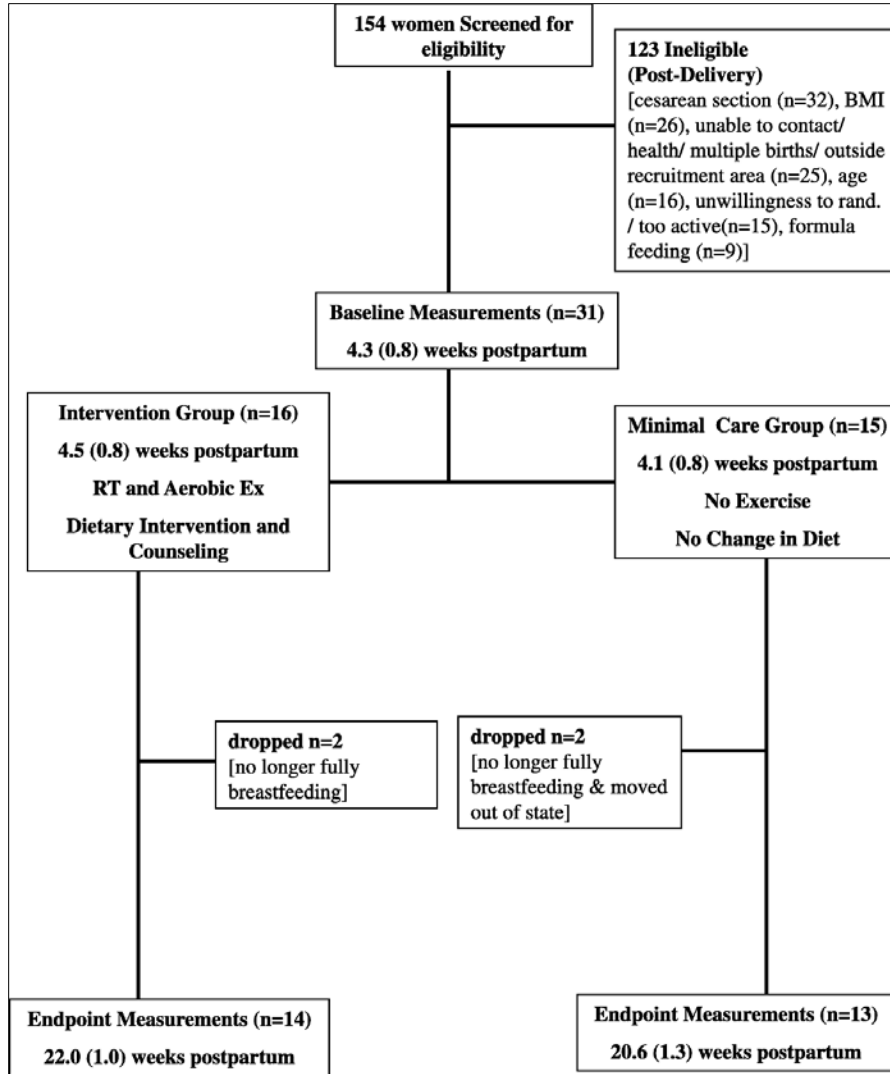 154 women Screened for
eligibility
123 Ineligible
(Post-Delivery)
[cesarean section (n=32), BMI
(n=26), unable to contact/
health/ multiple births/ outside
recruitment area (n=25), age
(n=16), unwillingness to rand.
/ too active(n=15), formula
feeding (n=9)]
Baseline Measurements (n=31)
4.3 (0.8) weeks postpartum
Intervention Group (n=16)
4.5 (0.8) weeks postpartum
RT and Aerobic Ex
Dietary Intervention and
Counseling
Minimal Care Group (n=15)
4.1 (0.8) weeks postpartum
No Exercise
No Change in Diet
dropped n=2
[no longer fully
breastfeeding]
dropped n=2
[no longer fully
breastfeeding & moved
out of state]
Endpoint Measurements (n=14)
22.0 (1.0) weeks postpartum
Endpoint Measurements (n=13)
20.6 (1.3) weeks postpartum